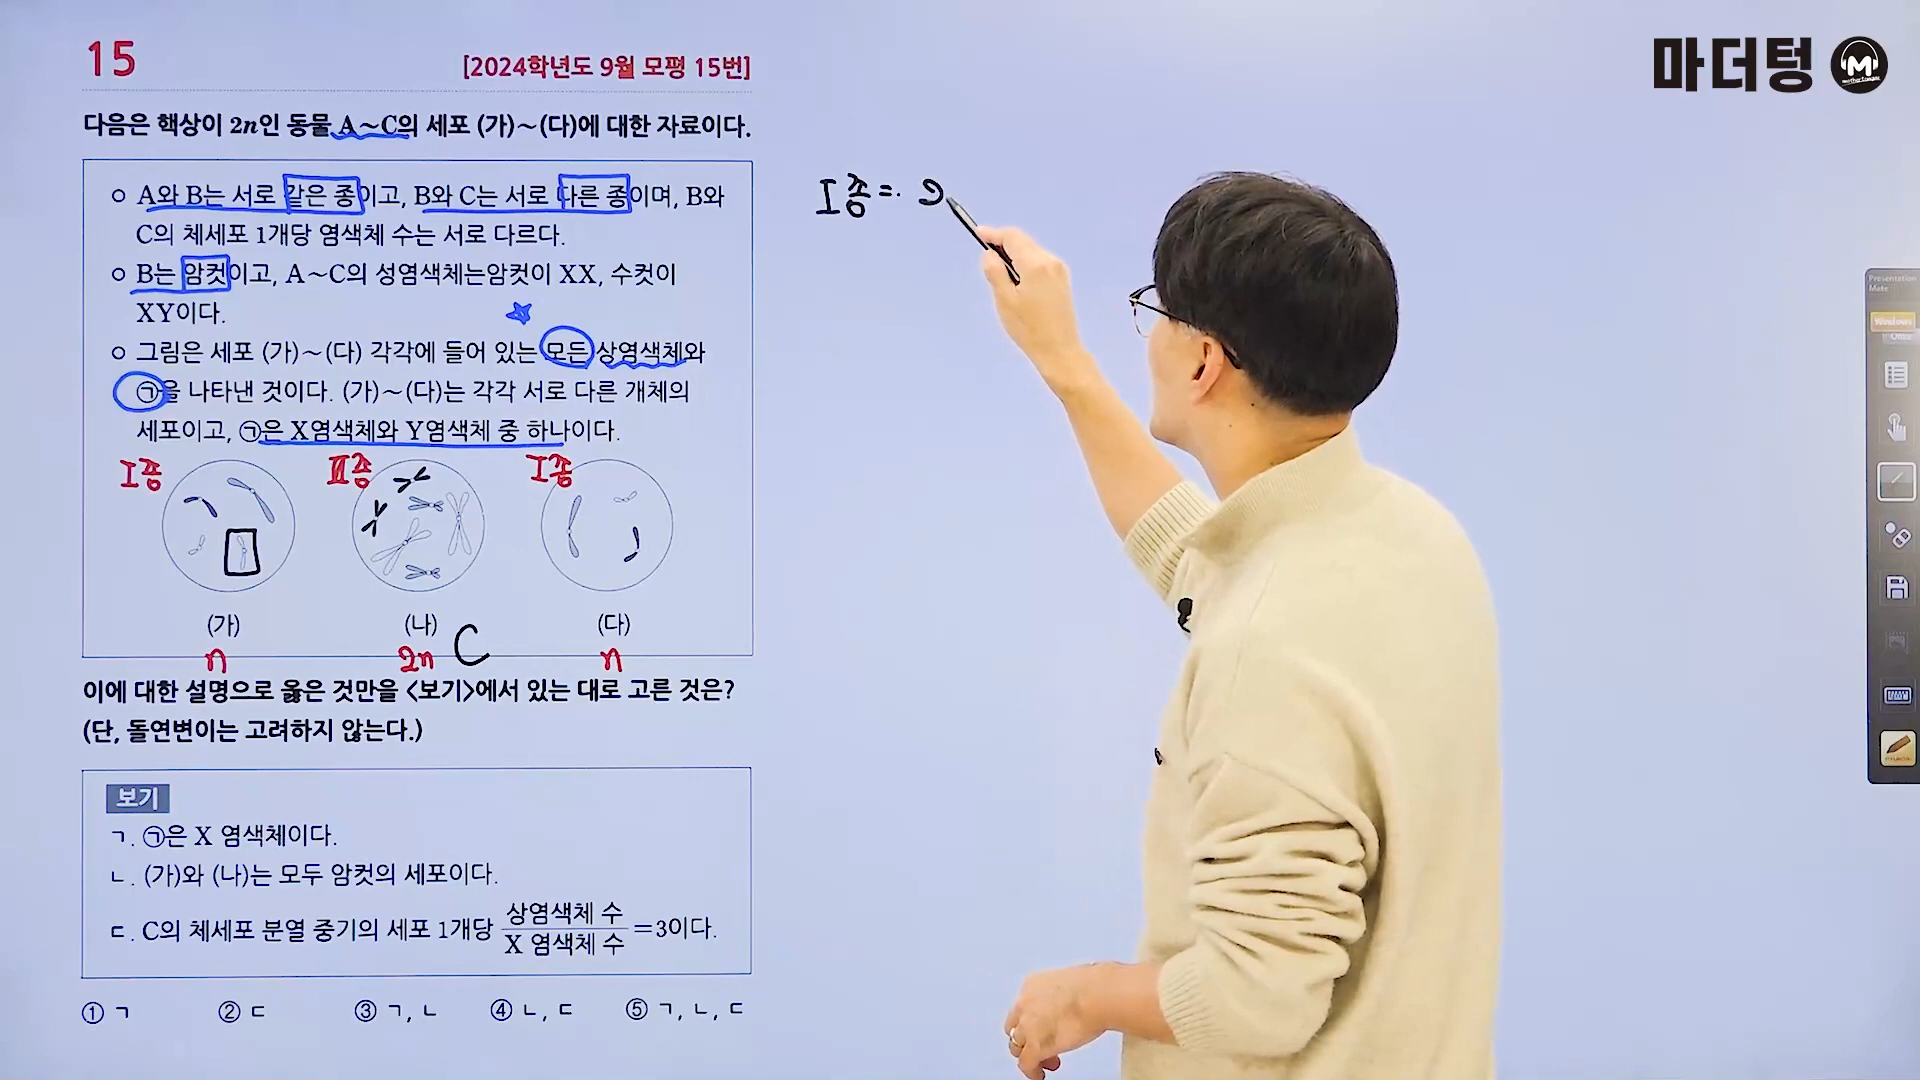 15
[2024학년도 9월 모평 15번]
마더텅
M
다음은 핵상이 2n인 동물 A~C의 세포 (가)~(다)에 대한 자료이다.
○ A와 B는 서로 같은 종이고, B와 C는 서로 다른 종이며, B와
C의 체세포 1개당 염색체 수는 서로 다르다.
○ B는 암컷이고, A~C의 성염색체는암컷이 XX, 수컷이
XY이다.
○ 그림은 세포 (가)~(다) 각각에 들어 있는 모든 상염색체와
㉠을 나타낸 것이다. (가)~(다)는 각각 서로 다른 개체의
세포이고, ㉠은 X염색체와 Y염색체 중 하나이다.
I종 II종 I종
(가) (나) (다)
n 2n C n
이에 대한 설명으로 옳은 것만을 <보기>에서 있는 대로 고른 것은?
(단, 돌연변이는 고려하지 않는다.)
보기
ㄱ. ㉠은 X 염색체이다.
ㄴ. (가)와 (나)는 모두 암컷의 세포이다.
ㄷ. C의 체세포 분열 중기의 세포 1개당 상염색체 수/X 염색체 수 =3이다.
① ㄱ ② ㄷ ③ ㄱ, ㄴ ④ ㄴ, ㄷ ⑤ ㄱ, ㄴ, ㄷ
I종 =
Presentation Mate
Windows